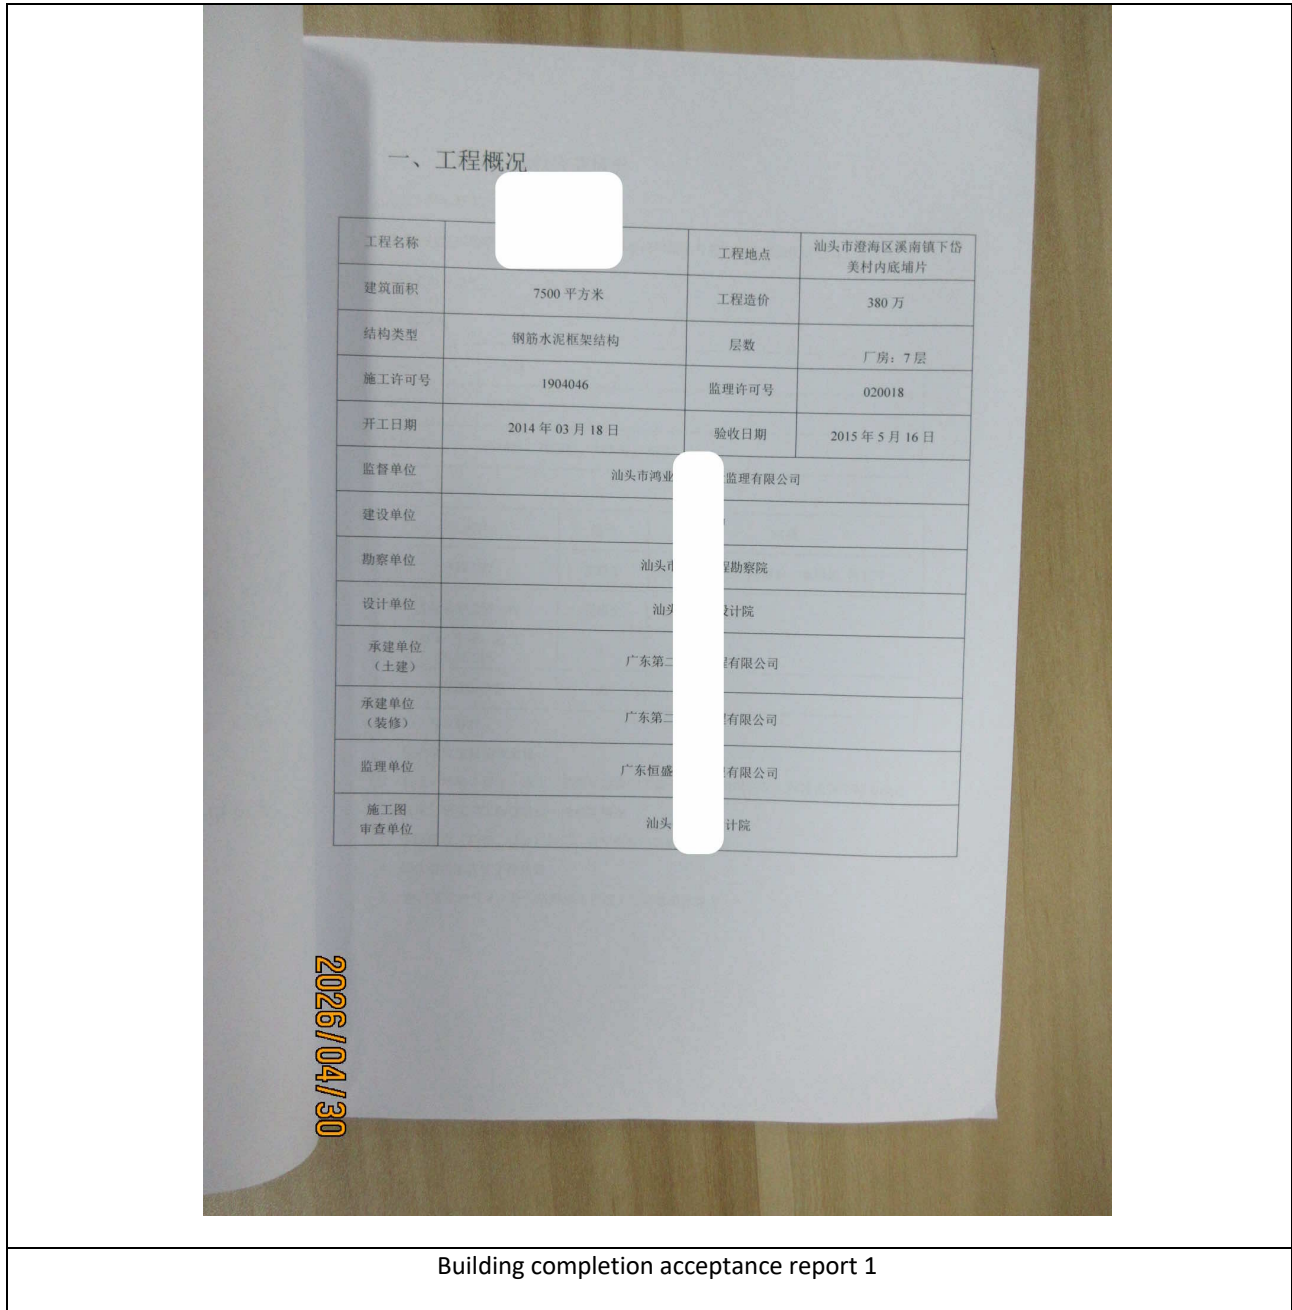 一、工程概况
工程名称 工程地点 汕头市澄海区溪南镇下岱
美村内底埔片
建筑面积 7500 平方米 工程造价 380 万
结构类型 钢筋水泥框架结构 层数 厂房：7 层
施工许可号 1904046 监理许可号 020018
开工日期 2014 年 03 月 18 日 验收日期 2015 年 5 月 16 日
监督单位 汕头市鸿业 监理有限公司
建设单位
勘察单位 汕头市 程勘察院
设计单位 汕头 设计院
承建单位
（土建） 广东第二 程有限公司
承建单位
（装修） 广东第二 程有限公司
监理单位 广东恒盛 有限公司
施工图
审查单位 汕头 计院
2026/04/30
Building completion acceptance report 1